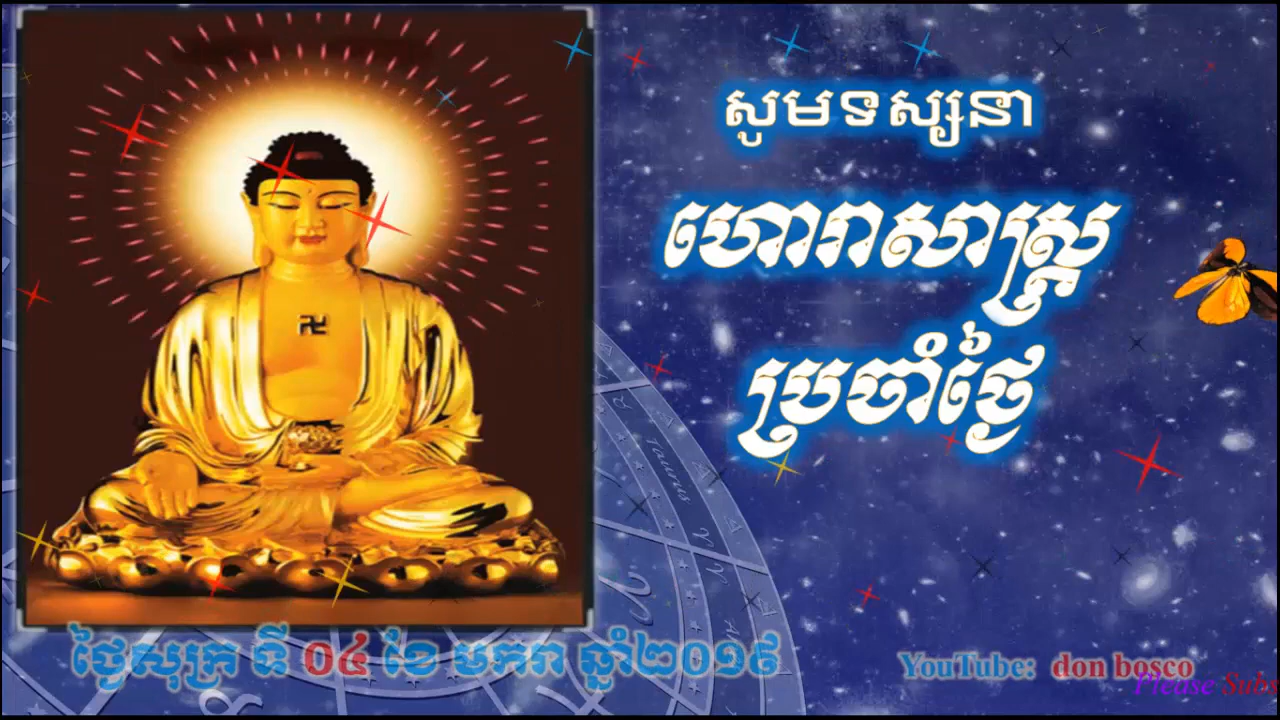 សូមទស្សនា
ហោរាសាស្ត្រ
ប្រចាំថ្ងៃ
Taurus
ថ្ងៃសុក្រ ទី ០៤ ខែ មករា ឆ្នាំ២០១៩
YouTube: don bosco
Please Subs